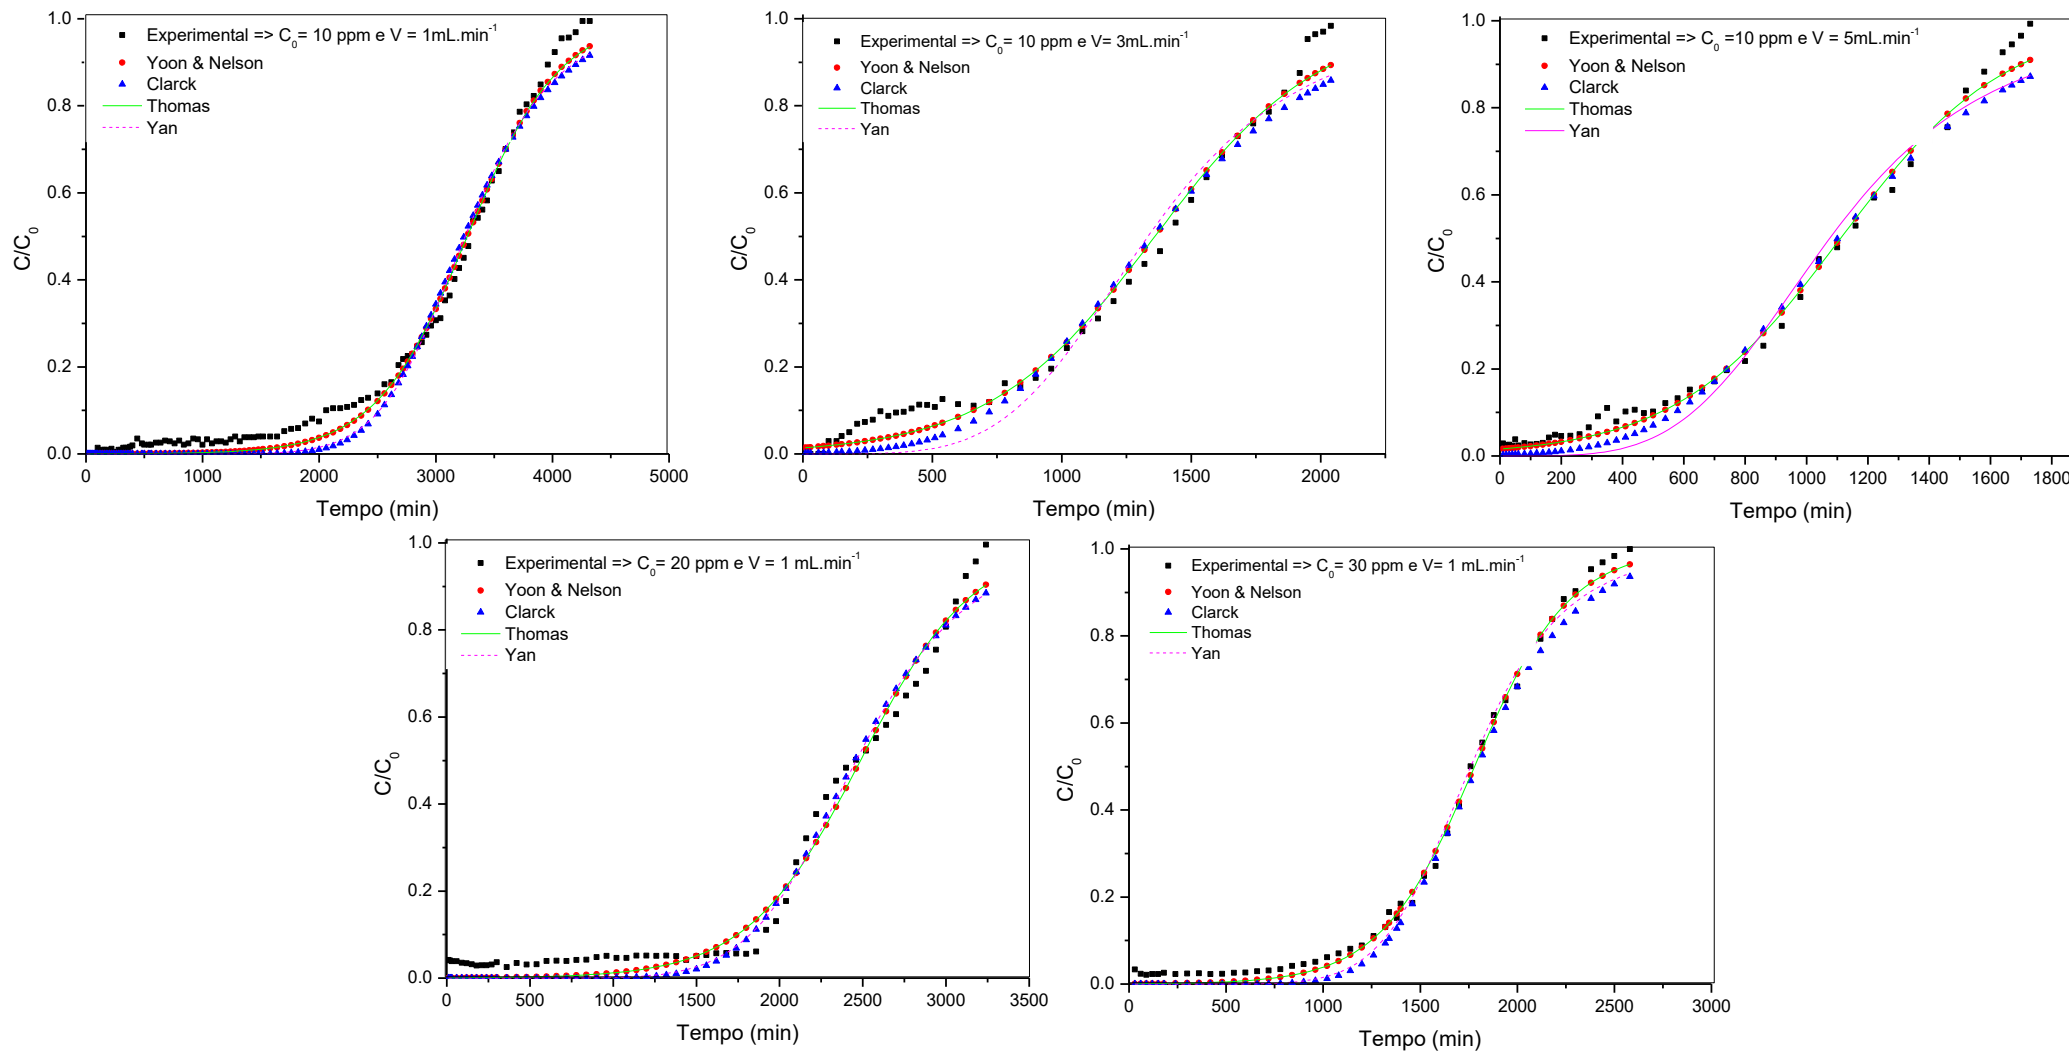 1.0
0.8
0.6
0.4
0.2
0.0
C/C₀
Experimental => C₀= 10 ppm e V = 1mL.min⁻¹
Yoon & Nelson
Clarck
Thomas
Yan
0 1000 2000 3000 4000 5000
Tempo (min)
1.0
0.8
0.6
0.4
0.2
0.0
C/C₀
Experimental => C₀= 10 ppm e V= 3mL.min⁻¹
Yoon & Nelson
Clarck
Thomas
Yan
0 500 1000 1500 2000
Tempo (min)
1.0
0.8
0.6
0.4
0.2
0.0
C/C₀
Experimental => C₀ =10 ppm e V = 5mL.min⁻¹
Yoon & Nelson
Clarck
Thomas
Yan
0 200 400 600 800 1000 1200 1400 1600 1800
Tempo (min)
1.0
0.8
0.6
0.4
0.2
0.0
C/C₀
Experimental => C₀= 20 ppm e V = 1 mL.min⁻¹
Yoon & Nelson
Clarck
Thomas
Yan
0 500 1000 1500 2000 2500 3000 3500
Tempo (min)
1.0
0.8
0.6
0.4
0.2
0.0
C/C₀
Experimental => C₀= 30 ppm e V= 1 mL.min⁻¹
Yoon & Nelson
Clarck
Thomas
Yan
0 500 1000 1500 2000 2500 3000
Tempo (min)